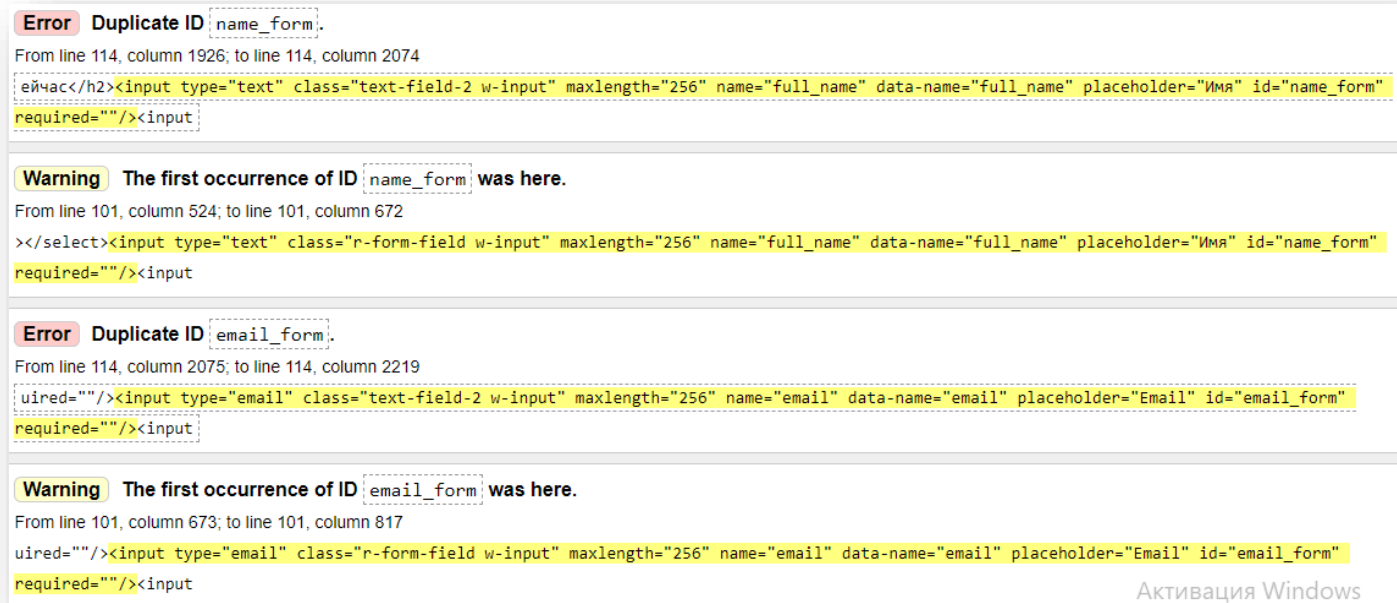 Error Duplicate ID name_form.
From line 114, column 1926; to line 114, column 2074
ейчас</h2><input type="text" class="text-field-2 w-input" maxlength="256" name="full_name" data-name="full_name" placeholder="Имя" id="name_form"
required=""/><input
Warning The first occurrence of ID name_form was here.
From line 101, column 524; to line 101, column 672
></select><input type="text" class="r-form-field w-input" maxlength="256" name="full_name" data-name="full_name" placeholder="Имя" id="name_form"
required=""/><input
Error Duplicate ID email_form.
From line 114, column 2075; to line 114, column 2219
uired=""/><input type="email" class="text-field-2 w-input" maxlength="256" name="email" data-name="email" placeholder="Email" id="email_form"
required=""/><input
Warning The first occurrence of ID email_form was here.
From line 101, column 673; to line 101, column 817
uired=""/><input type="email" class="r-form-field w-input" maxlength="256" name="email" data-name="email" placeholder="Email" id="email_form"
required=""/><input
Активация Windows